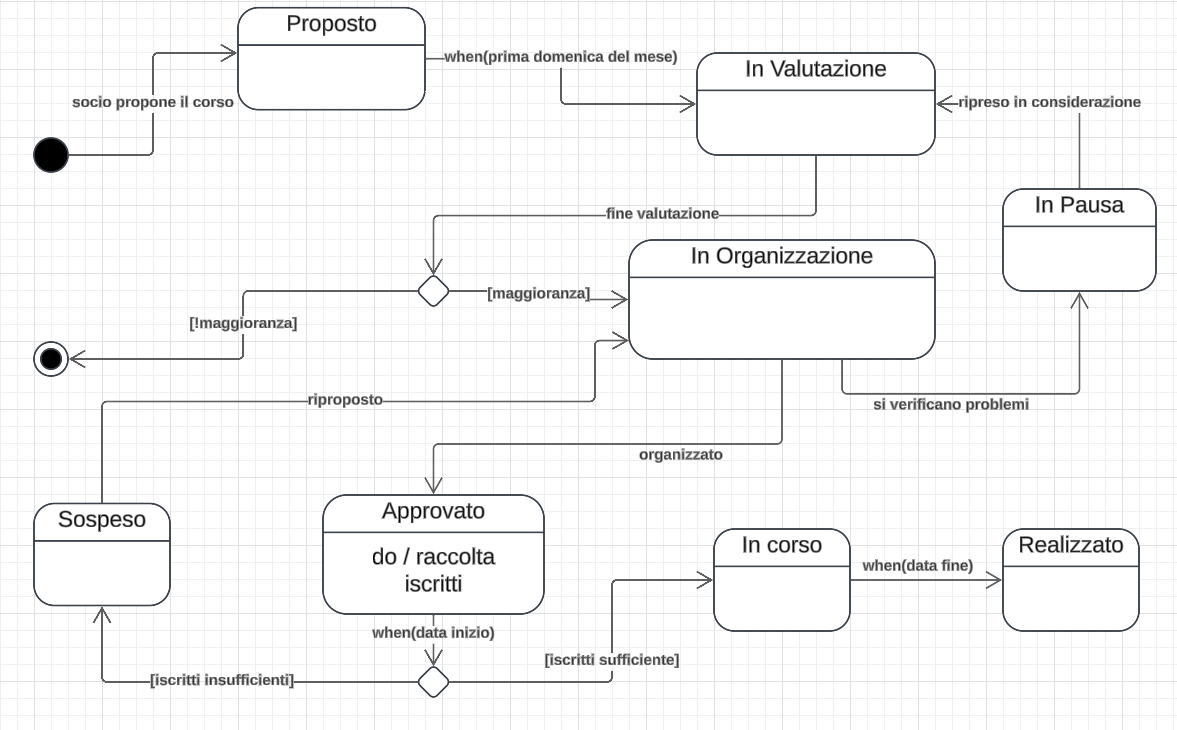 Proposto
when(prima domenica del mese)
In Valutazione
socio propone il corso
ripreso in considerazione
In Pausa
fine valutazione
In Organizzazione
[maggioranza]
[!maggioranza]
riproposto
si verificano problemi
organizzato
Sospeso
Approvato
do / raccolta
iscritti
In corso
when(data fine)
Realizzato
when(data inizio)
[iscritti sufficiente]
[iscritti insufficienti]